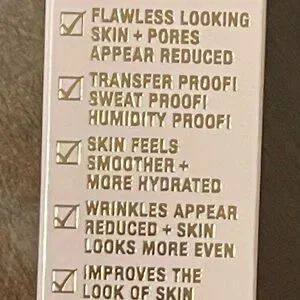 FLAWLESS LOOKING
SKIN + PORES
APPEAR REDUCED
TRANSFER PROOF!
SWEAT PROOF!
HUMIDITY PROOF!
SKIN FEELS
SMOOTHER +
MORE HYDRATED
WRINKLES APPEAR
REDUCED + SKIN
LOOKS MORE EVEN
IMPROVES THE
LOOK OF SKIN